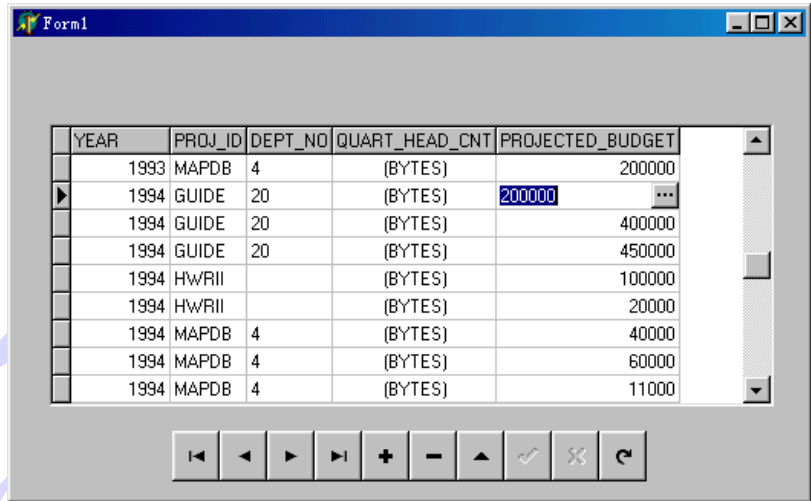 Form1
YEAR PROJ_ID DEPT_NO QUART_HEAD_CNT PROJECTED_BUDGET
1993 MAPDB 4 (BYTES) 200000
1994 GUIDE 20 (BYTES) 200000 ...
1994 GUIDE 20 (BYTES) 400000
1994 GUIDE 20 (BYTES) 450000
1994 HWRII (BYTES) 100000
1994 HWRII (BYTES) 20000
1994 MAPDB 4 (BYTES) 40000
1994 MAPDB 4 (BYTES) 60000
1994 MAPDB 4 (BYTES) 11000